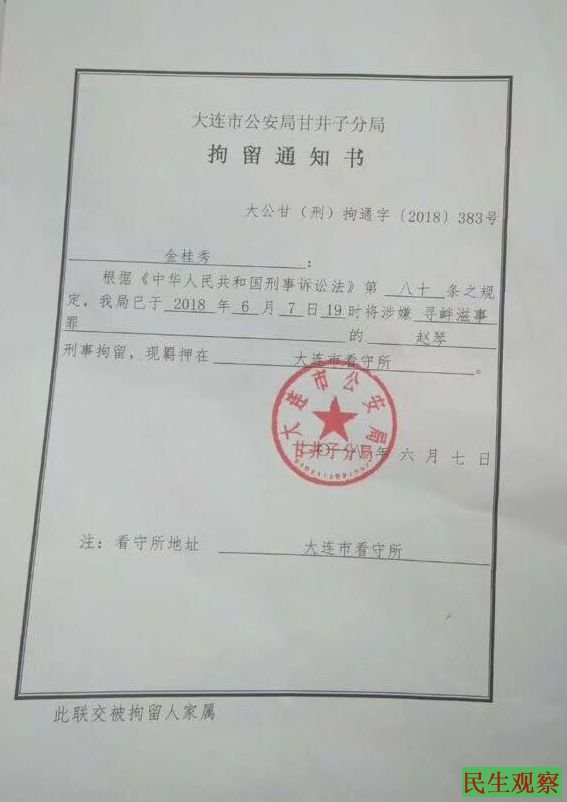 大连市公安局甘井子分局
拘留通知书
大公甘（刑）拘通字〔2018〕383号
金桂秀：
根据《中华人民共和国刑事诉讼法》第 八十 条之规
定，我局已于 2018 年 6 月 7 日 19 时将涉嫌 寻衅滋事
罪 的 赵琴
刑事拘留，现羁押在 大连市看守所 。
大连市公安局
甘井子分局
二〇一八年六月七日
注：看守所地址 大连市看守所
此联交被拘留人家属
民生观察